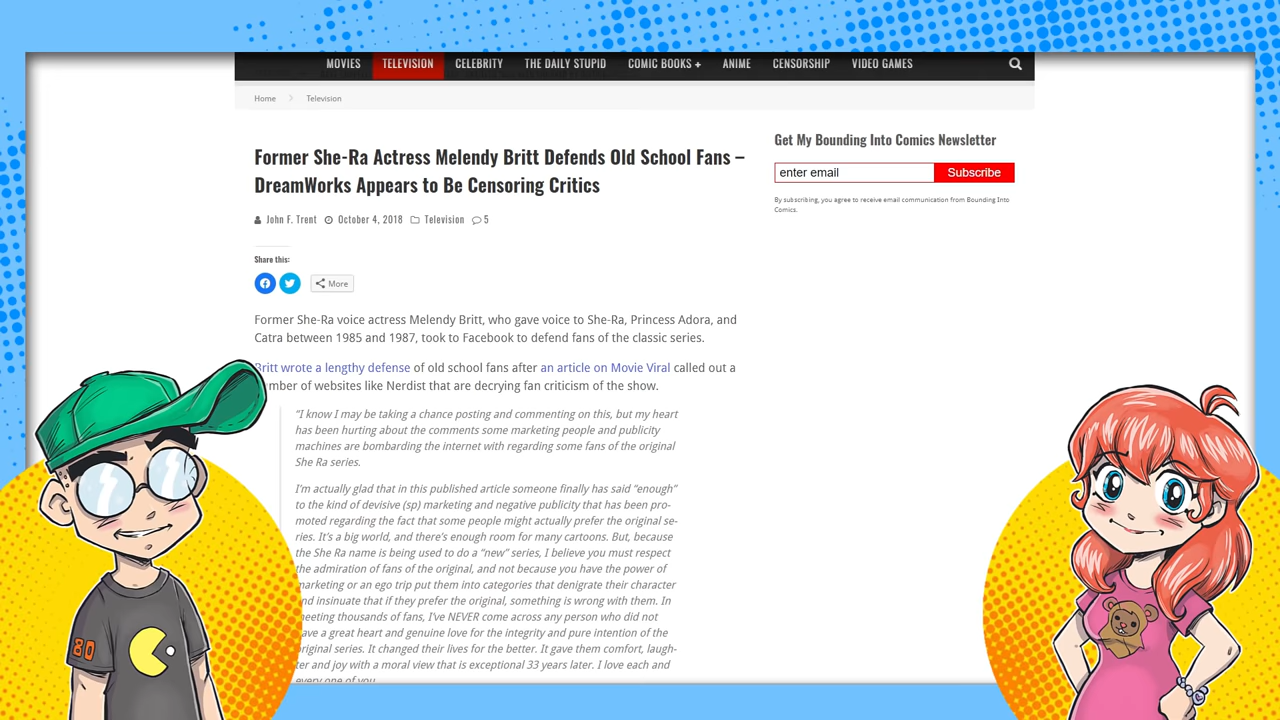 MOVIES TELEVISION CELEBRITY THE DAILY STUPID COMIC BOOKS + ANIME CENSORSHIP VIDEO GAMES
Home Television
Former She-Ra Actress Melendy Britt Defends Old School Fans –
DreamWorks Appears to Be Censoring Critics
John F. Trent October 4, 2018 Television 5
Share this:
More
Former She-Ra voice actress Melendy Britt, who gave voice to She-Ra, Princess Adora, and
Catra between 1985 and 1987, took to Facebook to defend fans of the classic series.
Britt wrote a lengthy defense of old school fans after an article on Movie Viral called out a
mber of websites like Nerdist that are decrying fan criticism of the show.
“I know I may be taking a chance posting and commenting on this, but my heart
has been hurting about the comments some marketing people and publicity
machines are bombarding the internet with regarding some fans of the original
She Ra series.
I’m actually glad that in this published article someone finally has said “enough”
to the kind of devisive (sp) marketing and negative publicity that has been pro-
moted regarding the fact that some people might actually prefer the original se-
ries. It’s a big world, and there’s enough room for many cartoons. But, because
the She Ra name is being used to do a “new” series, I believe you must respect
the admiration of fans of the original, and not because you have the power of
marketing or an ego trip put them into categories that denigrate their character
and insinuate that if they prefer the original, something is wrong with them. In
meeting thousands of fans, I’ve NEVER come across any person who did not
have a great heart and genuine love for the integrity and pure intention of the
original series. It changed their lives for the better. It gave them comfort, laugh-
ter and joy with a moral view that is exceptional 33 years later. I love each and
every one of you
Get My Bounding Into Comics Newsletter
enter email Subscribe
By subscribing, you agree to receive email communication from Bounding Into
Comics.
80